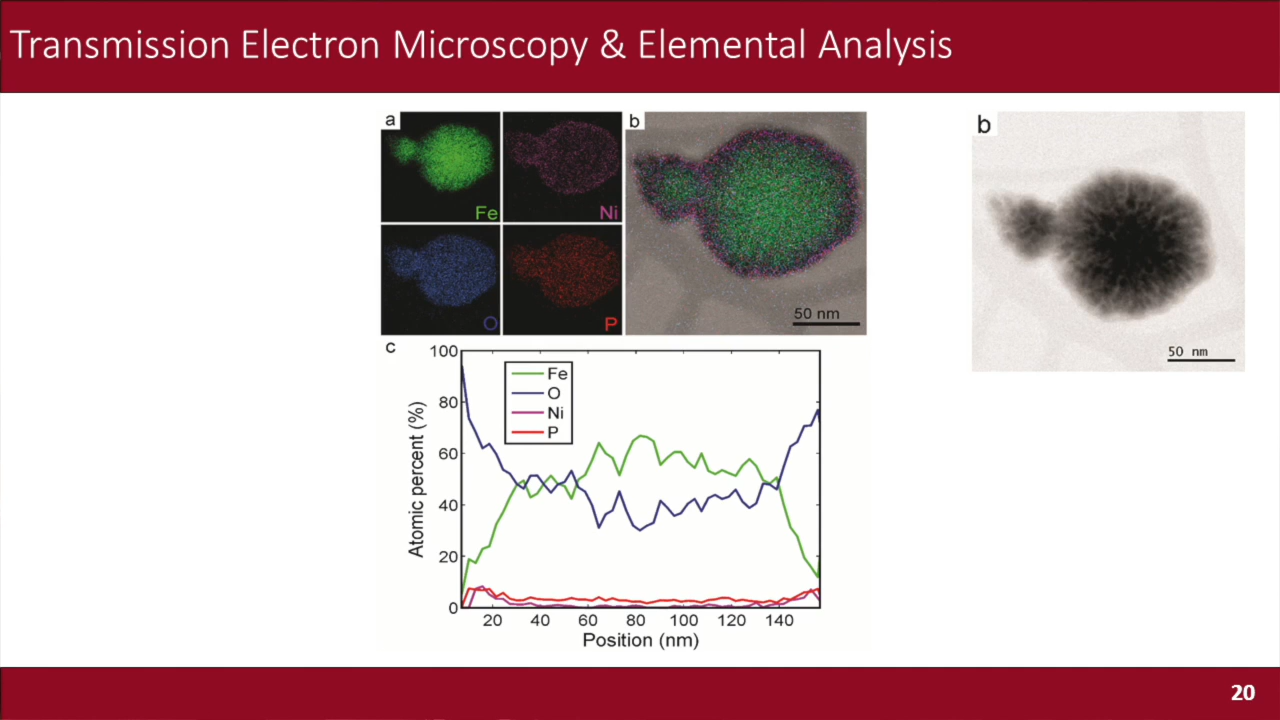 Transmission Electron Microscopy & Elemental Analysis
a
Fe
Ni
O
P
b
50 nm
b
50 nm
c
100
80
60
40
20
0
Fe
O
Ni
P
Atomic percent (%)
20 40 60 80 100 120 140
Position (nm)
20